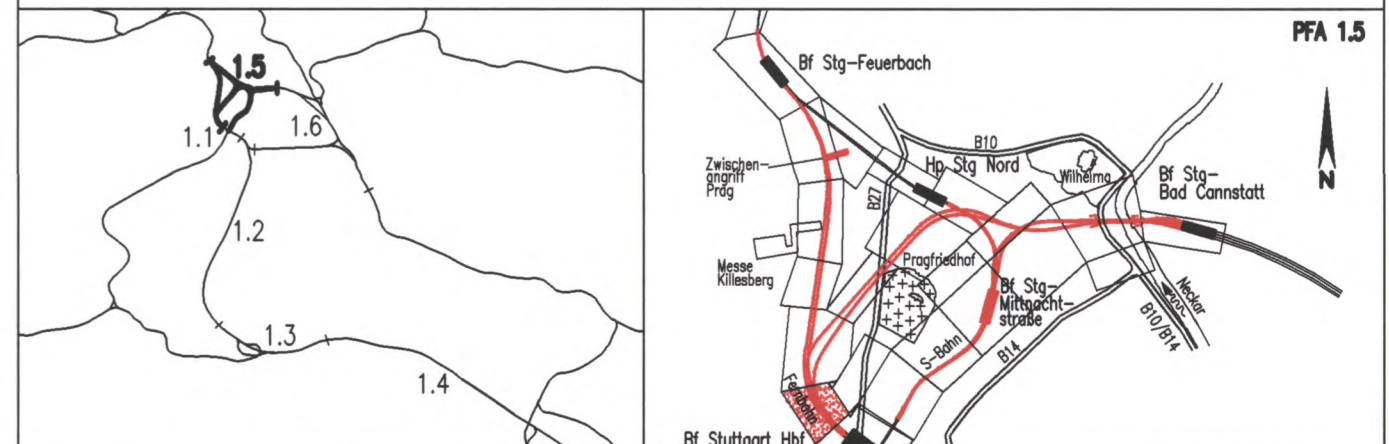 1.5
1.1
1.6
1.2
1.3
1.4
PFA 1.5
Bf Stg-Feuerbach
B10
Zwischen-
angriff
Prag
Hp Stg Nord
Wilhelma
Bf Stg-
Bad Cannstatt
N
B27
Messe
Killesberg
Pragfriedhof
Bf Stg-
Mittnacht-
straße
Neckar
B10/B14
S-Bahn
B14
Fernbahn
Bf Stuttgart Hbf